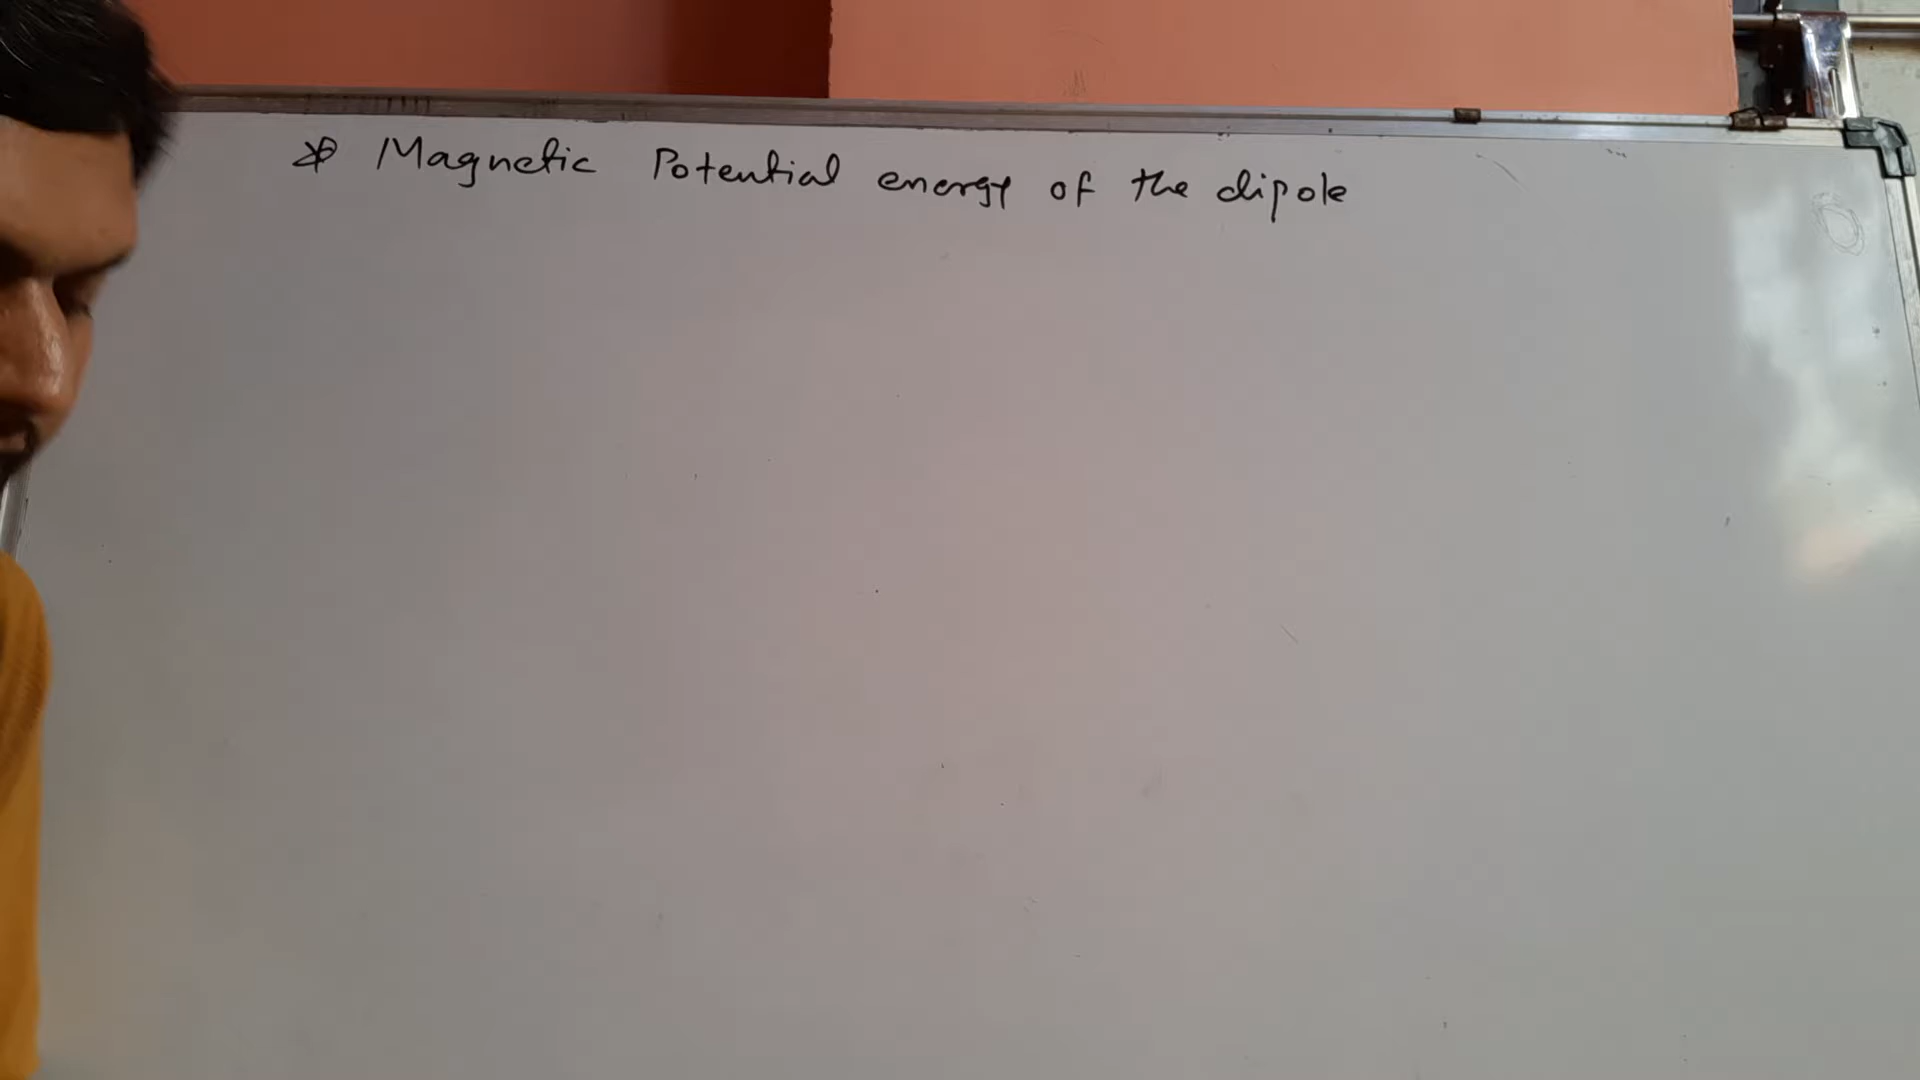 * Magnetic Potential energy of the dipole